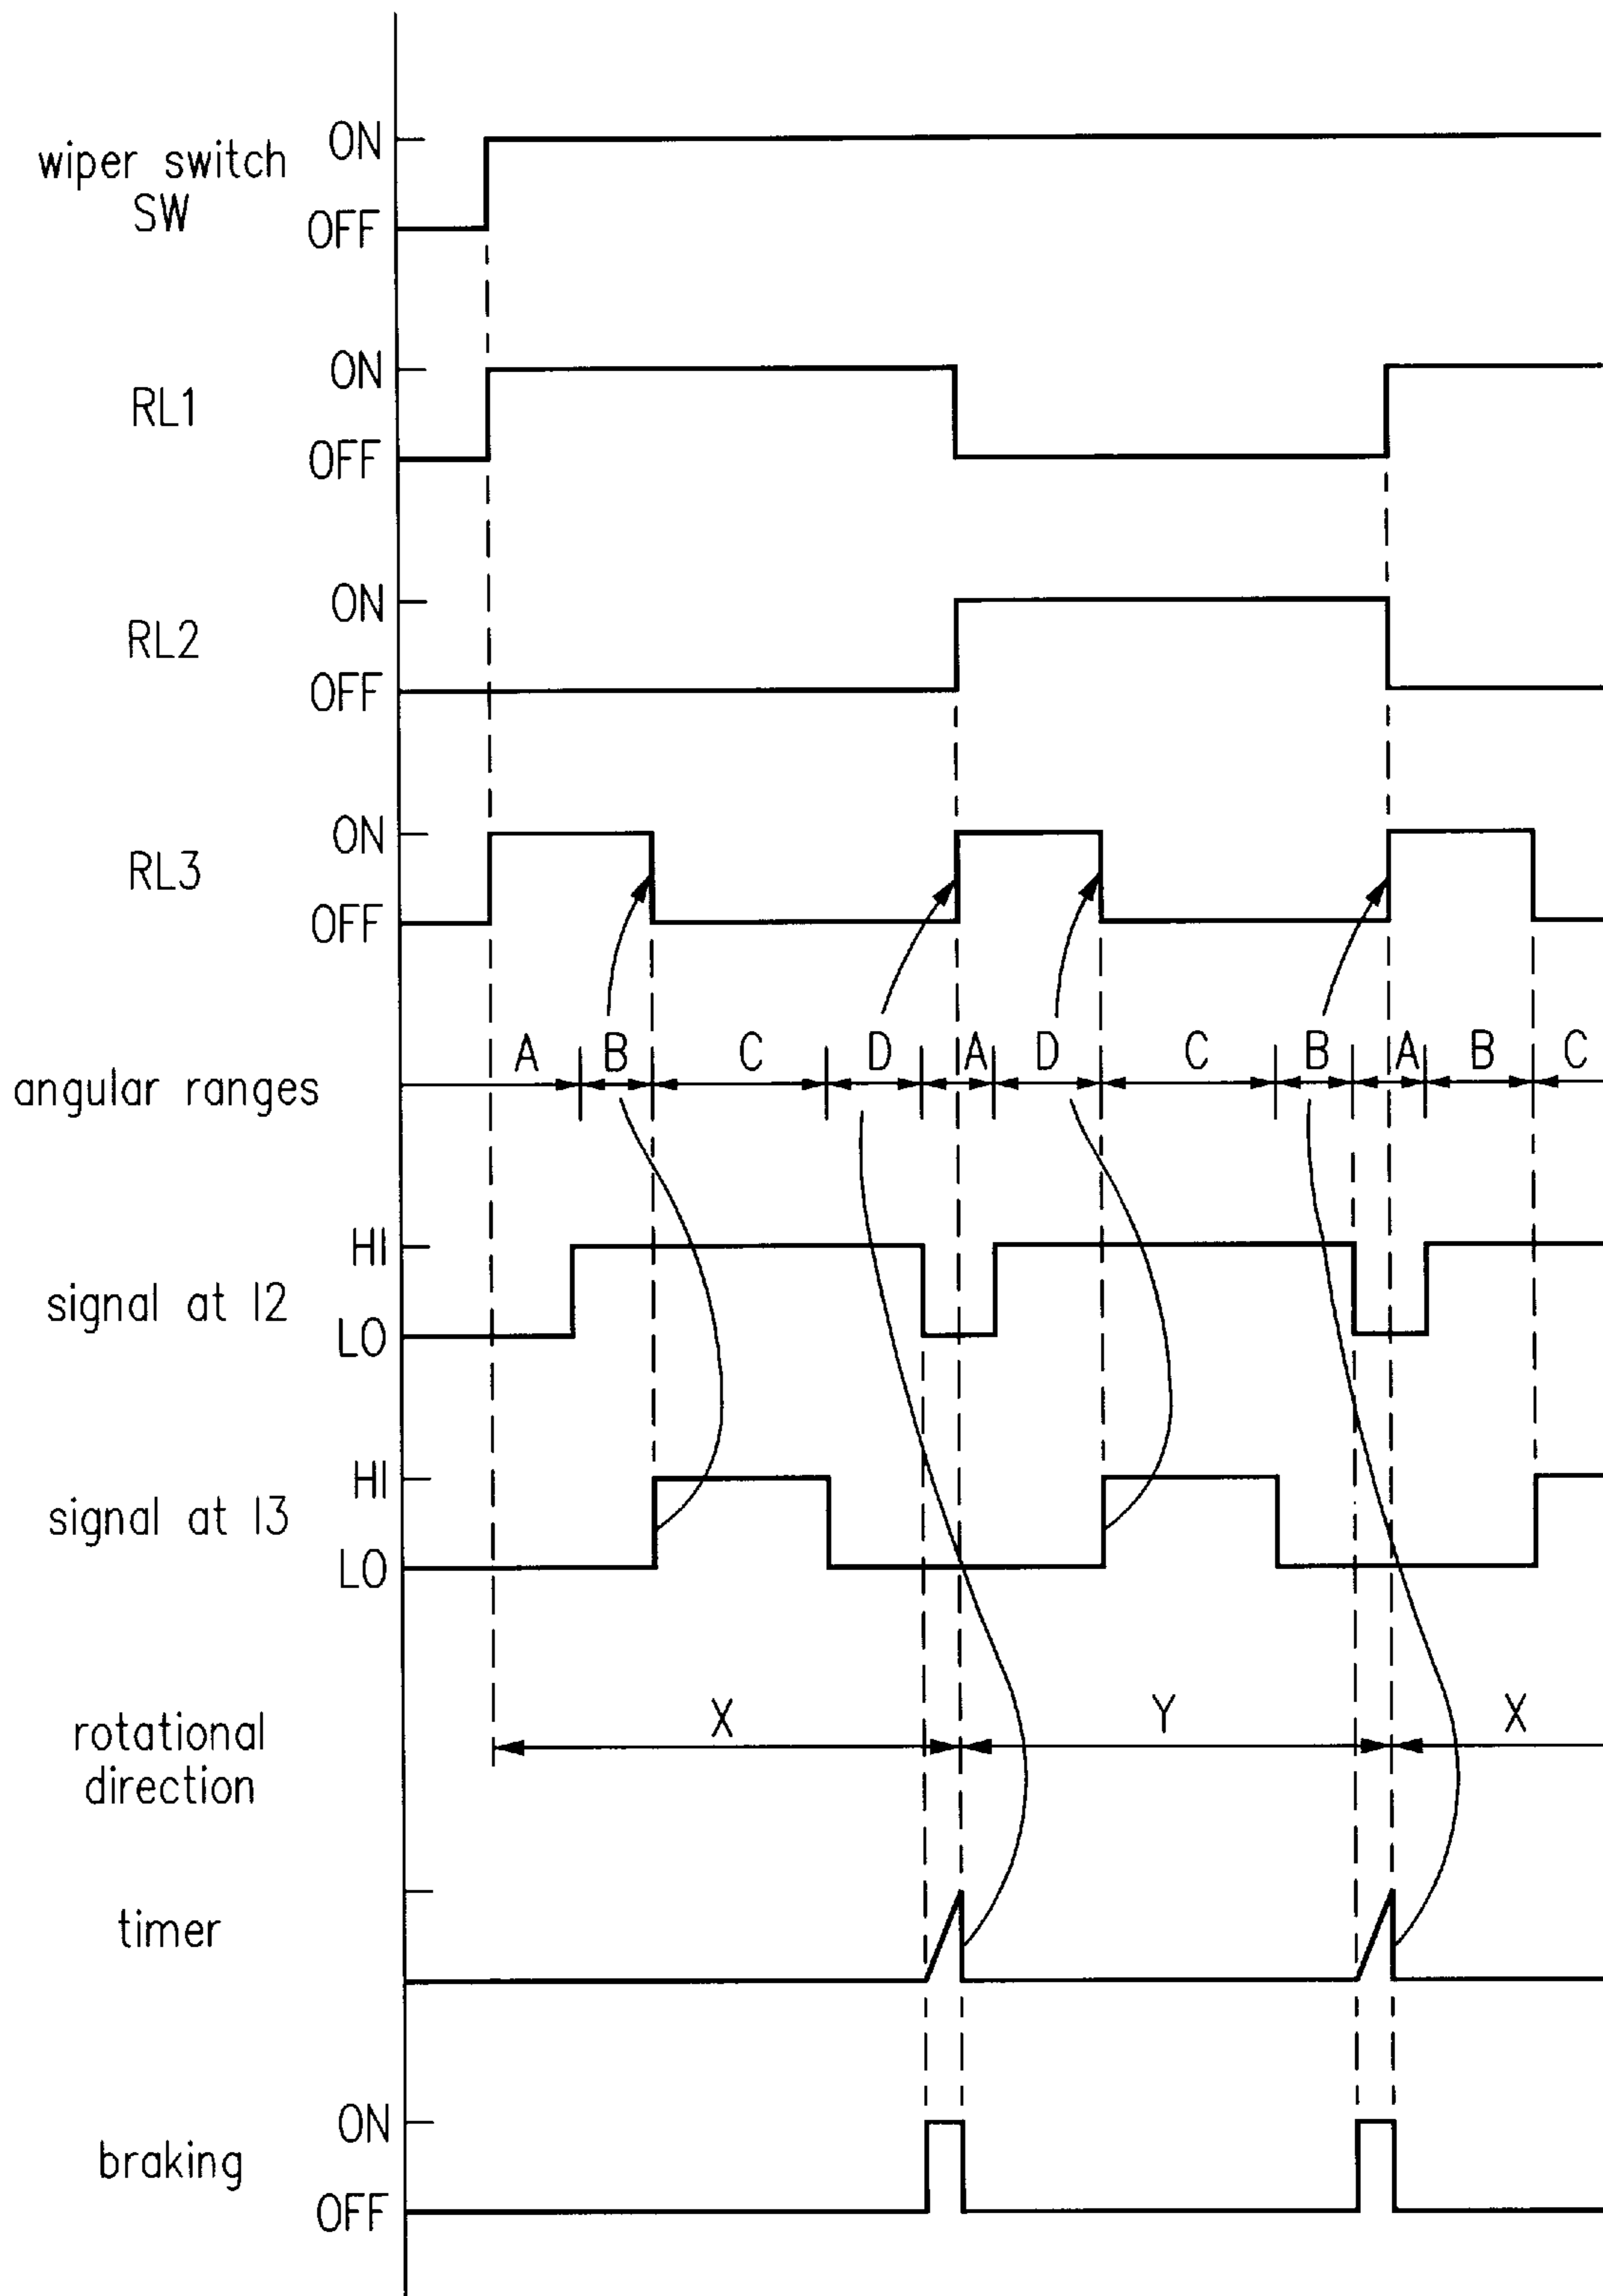 ON
wiper switch
SW
OFF
ON
RL1
OFF
ON
RL2
OFF
ON
RL3
OFF
angular ranges A B C D A D C B A B C
HI
signal at I2
LO
HI
signal at I3
LO
rotational
direction
X Y X
timer
ON
braking
OFF